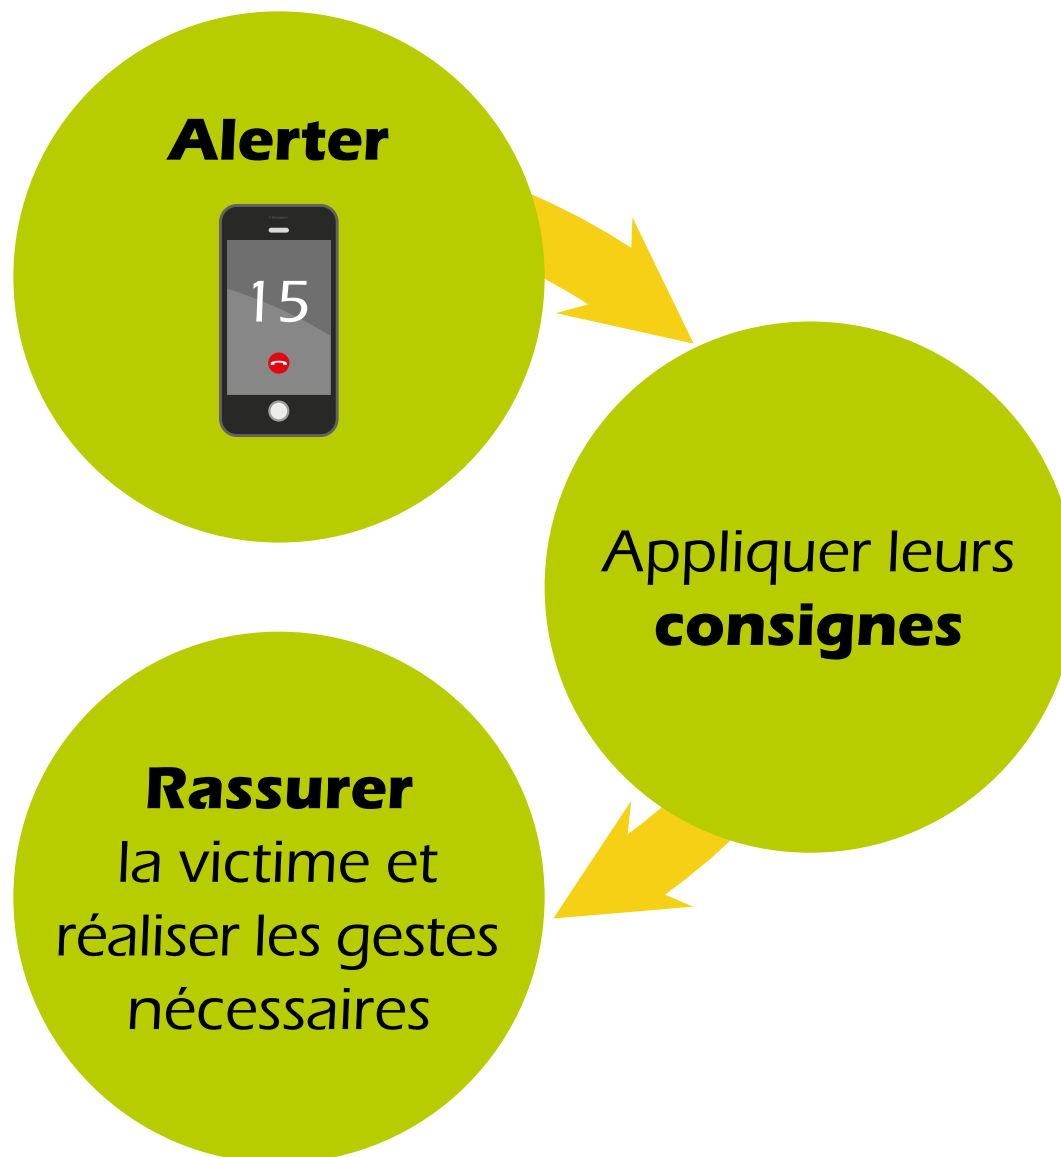 Alerter
15
Appliquer leurs
consignes
Rassurer
la victime et
réaliser les gestes
nécessaires